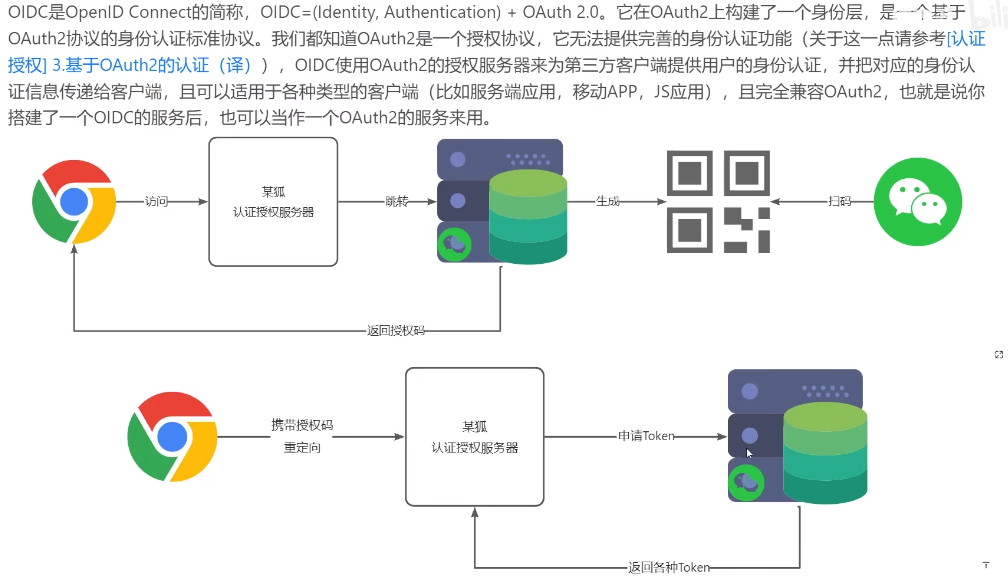 OIDC是OpenID Connect的简称，OIDC=(Identity, Authentication) + OAuth 2.0。它在OAuth2上构建了一个身份层，是一个基于
OAuth2协议的身份认证标准协议。我们都知道OAuth2是一个授权协议，它无法提供完善的身份认证功能（关于这一点请参考[认证
授权] 3.基于OAuth2的认证（译）），OIDC使用OAuth2的授权服务器来为第三方客户端提供用户的身份认证，并把对应的身份认
证信息传递给客户端，且可以适用于各种类型的客户端（比如服务端应用，移动APP，JS应用），且完全兼容OAuth2，也就是说你
搭建了一个OIDC的服务后，也可以当作一个OAuth2的服务来用。
访问
某狐
认证授权服务器
跳转
生成
扫码
返回授权码
携带授权码
重定向
某狐
认证授权服务器
申请Token
返回各种Token